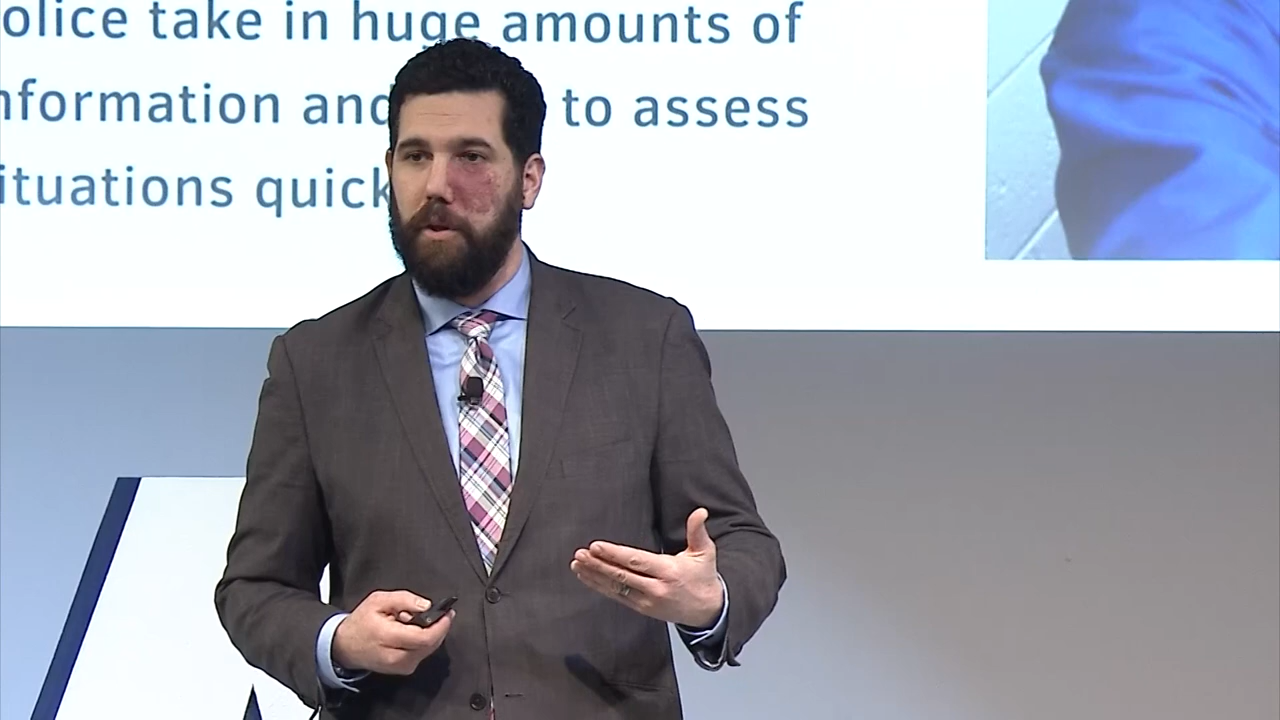 olice take in huge amounts of
nformation and to assess
ituations quick